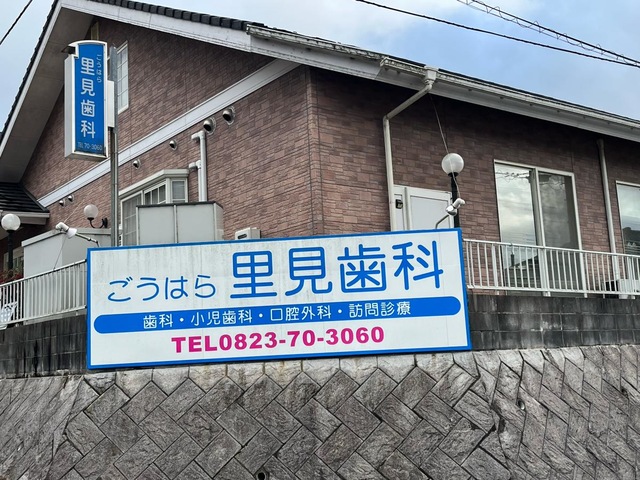 ごうはら
里見歯科
TEL 70-3060
ごうはら 里見歯科
歯科・小児歯科・口腔外科・訪問診療
TEL0823-70-3060